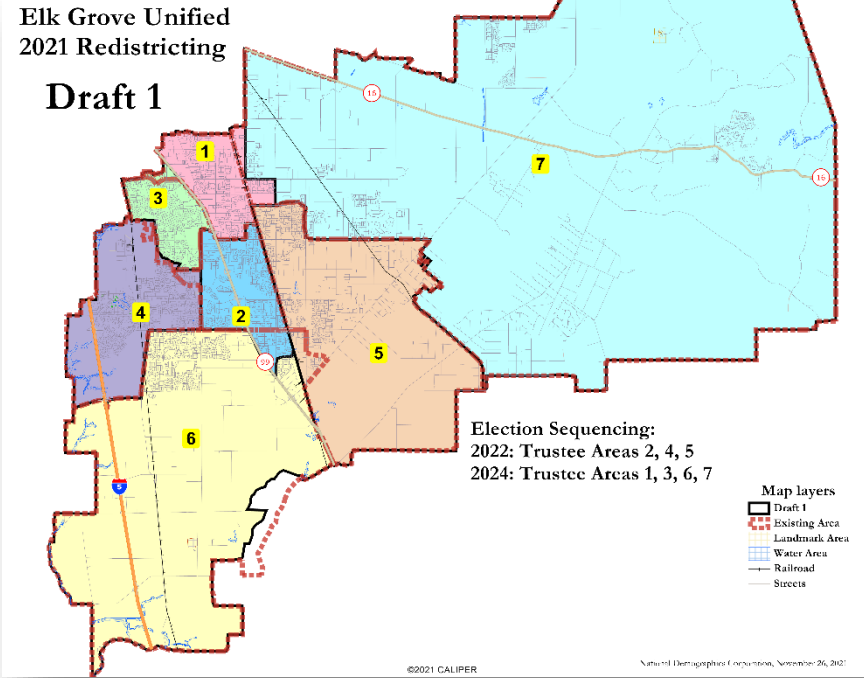 Elk Grove Unified
2021 Redistricting
Draft 1
16
1
7
16
3
4
2
5
99
6
Election Sequencing:
2022: Trustee Areas 2, 4, 5
2024: Trustee Areas 1, 3, 6, 7
5
Map layers
Draft 1
Existing Area
Landmark Area
Water Area
Railroad
Streets
©2021 CALIPER
National Demographics Corporation, November 26, 2021